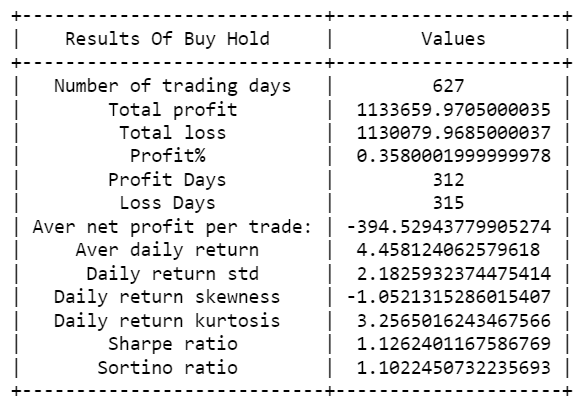 Results Of Buy Hold | Values
Number of trading days | 627
Total profit | 1133659.9705000035
Total loss | 1130079.9685000037
Profit% | 0.3580001999999978
Profit Days | 312
Loss Days | 315
Aver net profit per trade: | -394.52943779905274
Aver daily return | 4.458124062579618
Daily return std | 2.1825932374475414
Daily return skewness | -1.0521315286015407
Daily return kurtosis | 3.2565016243467566
Sharpe ratio | 1.1262401167586769
Sortino ratio | 1.1022450732235693